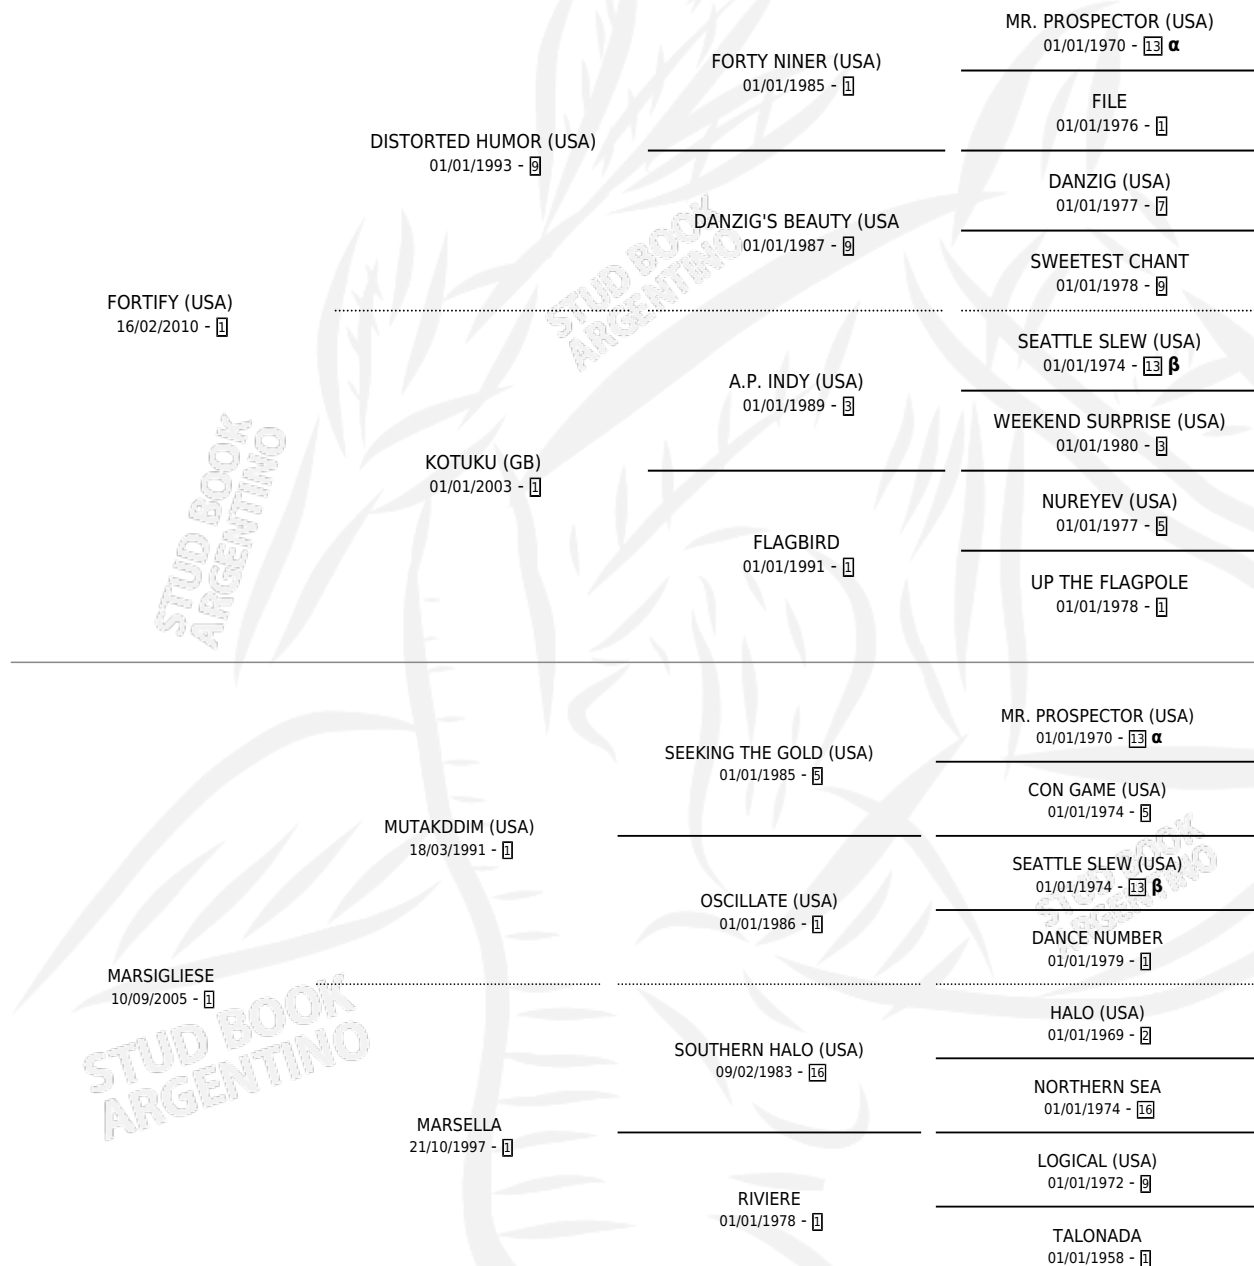 MR. PROSPECTOR (USA)
01/01/1970 - 13 α
FORTY NINER (USA)
01/01/1985 - 1
FILE
01/01/1976 - 1
DISTORTED HUMOR (USA)
01/01/1993 - 9
DANZIG (USA)
01/01/1977 - 7
DANZIG'S BEAUTY (USA
01/01/1987 - 9
SWEETEST CHANT
01/01/1978 - 9
FORTIFY (USA)
16/02/2010 - 1
SEATTLE SLEW (USA)
01/01/1974 - 13 β
A.P. INDY (USA)
01/01/1989 - 3
WEEKEND SURPRISE (USA)
01/01/1980 - 3
KOTUKU (GB)
01/01/2003 - 1
NUREYEV (USA)
01/01/1977 - 5
FLAGBIRD
01/01/1991 - 1
UP THE FLAGPOLE
01/01/1978 - 1
MR. PROSPECTOR (USA)
01/01/1970 - 13 α
SEEKING THE GOLD (USA)
01/01/1985 - 5
CON GAME (USA)
01/01/1974 - 5
MUTAKDDIM (USA)
18/03/1991 - 1
SEATTLE SLEW (USA)
01/01/1974 - 13 β
OSCILLATE (USA)
01/01/1986 - 1
DANCE NUMBER
01/01/1979 - 1
MARSIGLIESE
10/09/2005 - 1
HALO (USA)
01/01/1969 - 2
SOUTHERN HALO (USA)
09/02/1983 - 16
NORTHERN SEA
01/01/1974 - 16
MARSELLA
21/10/1997 - 1
LOGICAL (USA)
01/01/1972 - 9
RIVIERE
01/01/1978 - 1
TALONADA
01/01/1958 - 1
STUD BOOK
ARGENTINO
STUD BOOK
ARGENTINO
STUD BOOK
ARGENTINO
STUD BOOK
ARGENTINO